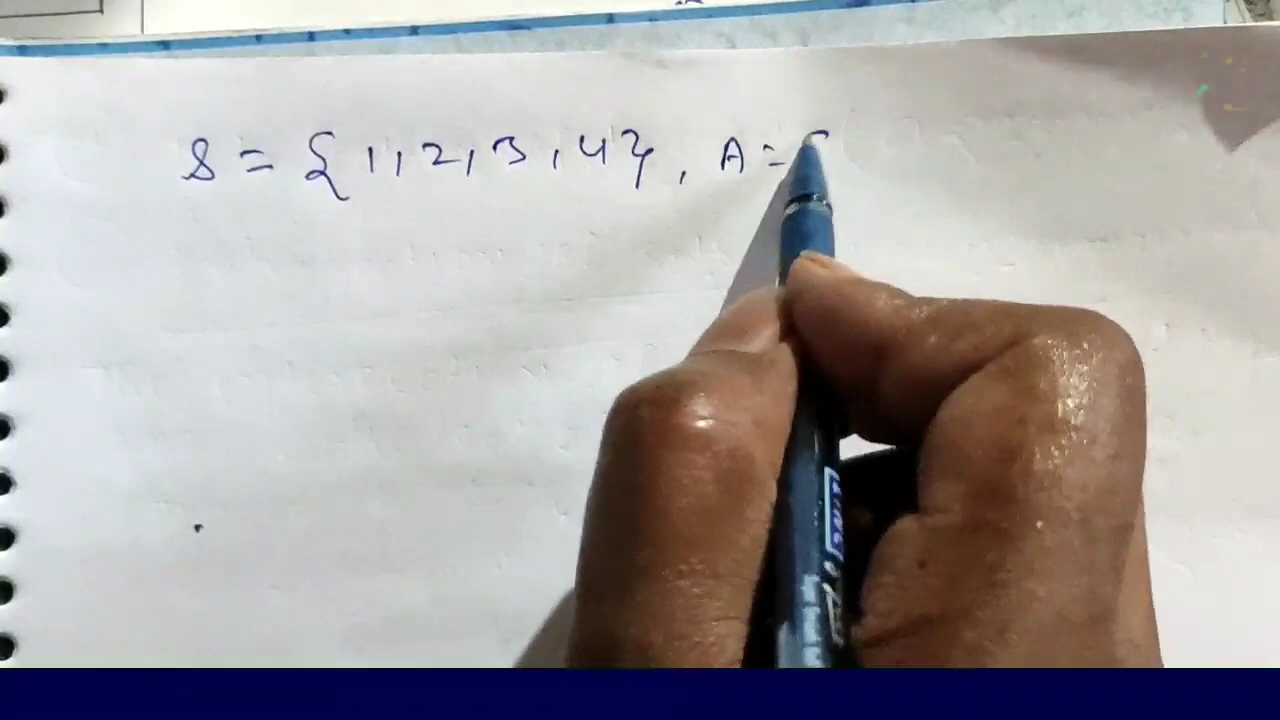 S = { 1, 2, 3, 4 }, A = {